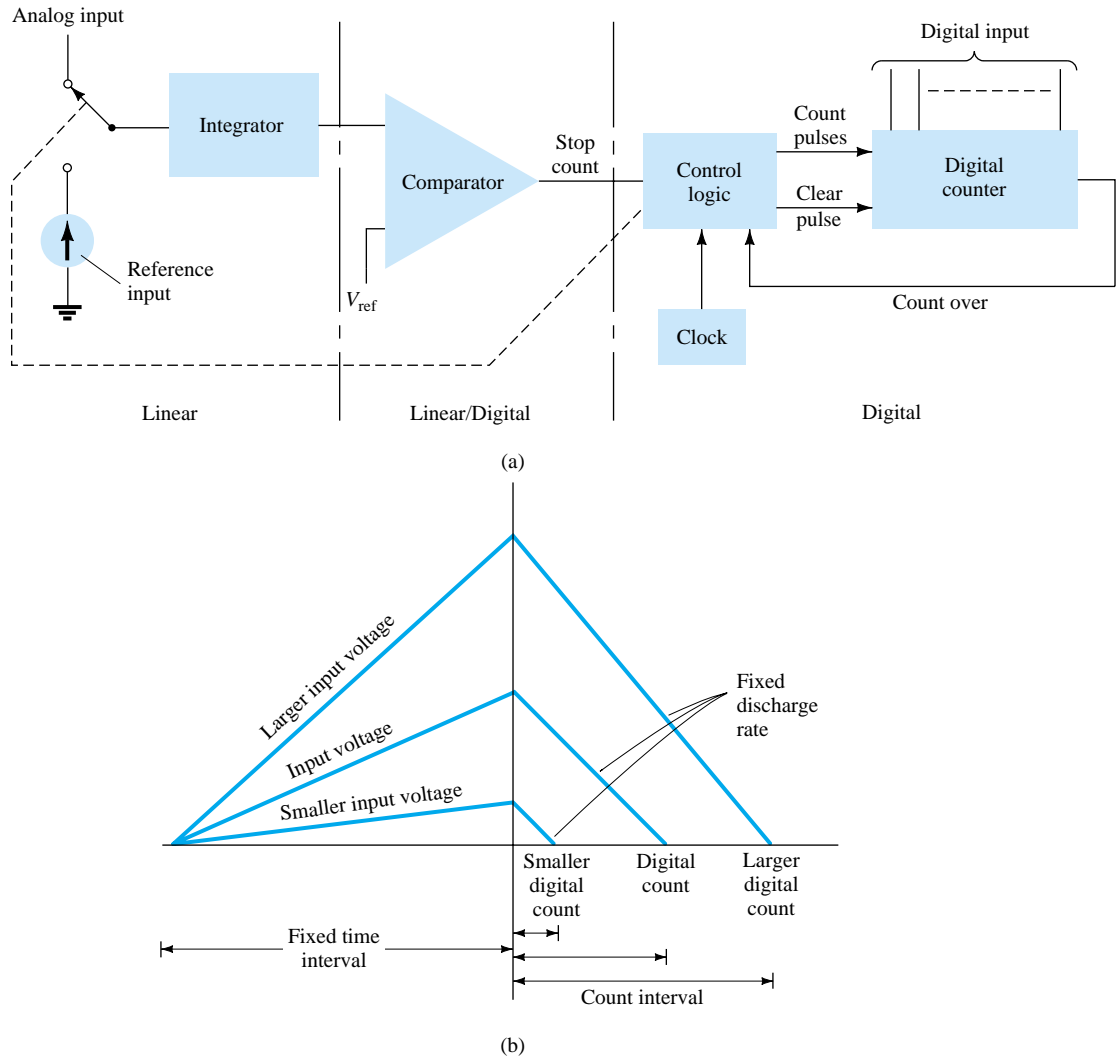 Analog input
Digital input
Integrator
Count
pulses
Stop
count
Comparator
Control
logic
Digital
counter
Clear
pulse
Reference
input
Vref
Count over
Clock
Linear
Linear/Digital
Digital
(a)
Larger input voltage
Input voltage
Smaller input voltage
Fixed
discharge
rate
Smaller
digital
count
Digital
count
Larger
digital
count
Fixed time
interval
Count interval
(b)